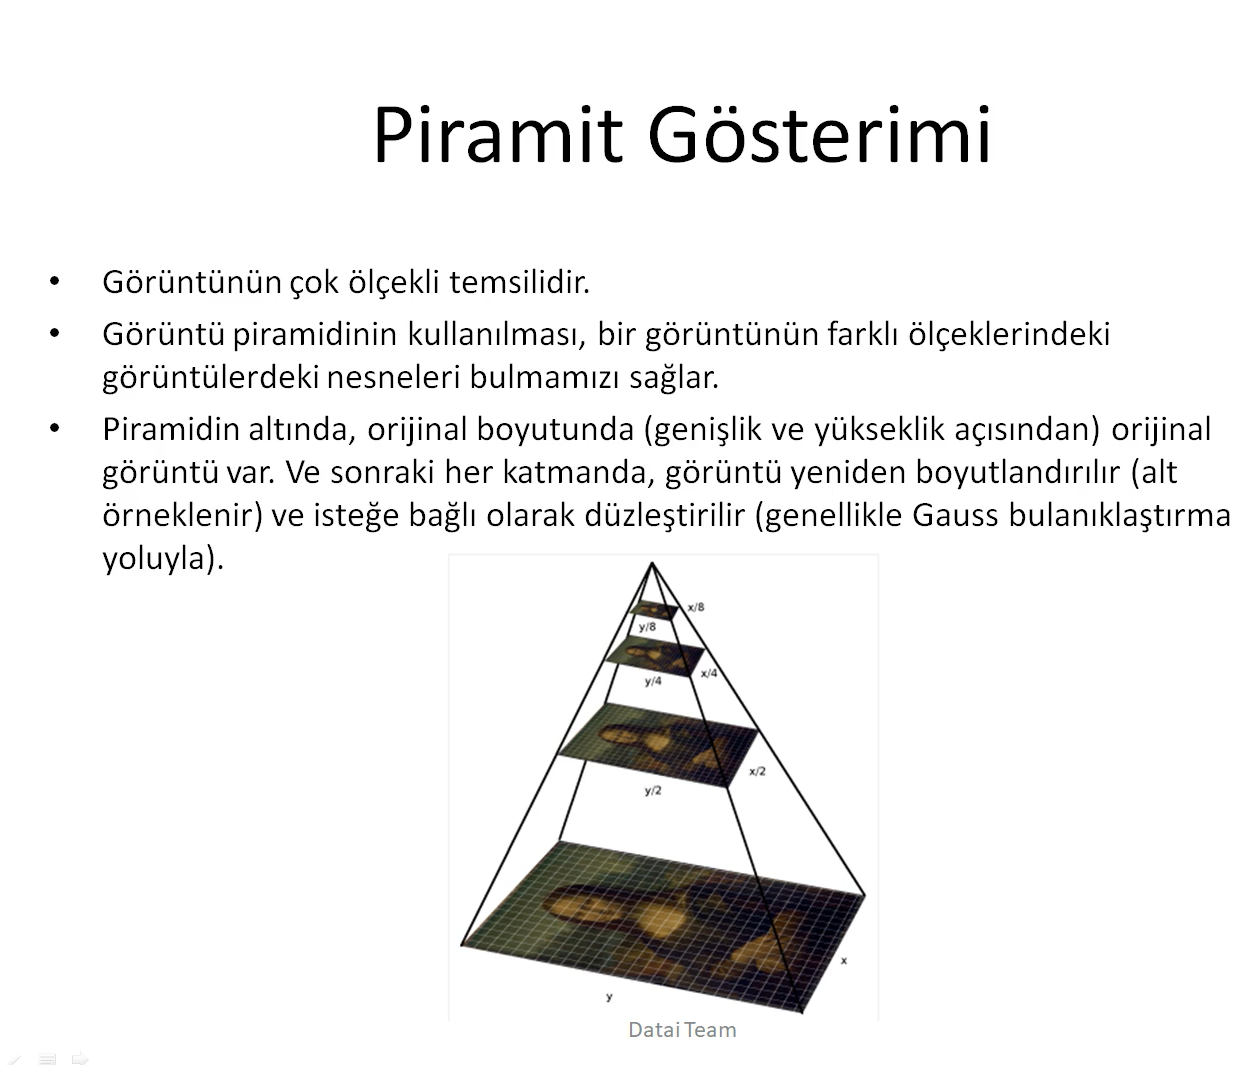 Piramit Gösterimi
• Görüntünün çok ölçekli temsilidir.
• Görüntü piramidinin kullanılması, bir görüntünün farklı ölçeklerindeki
görüntülerdeki nesneleri bulmamızı sağlar.
• Piramidin altında, orijinal boyutunda (genişlik ve yükseklik açısından) orijinal
görüntü var. Ve sonraki her katmanda, görüntü yeniden boyutlandırılır (alt
örneklenir) ve isteğe bağlı olarak düzleştirilir (genellikle Gauss bulanıklaştırma
yoluyla).
x/8
y/8
x/4
y/4
x/2
y/2
x
y
Datai Team